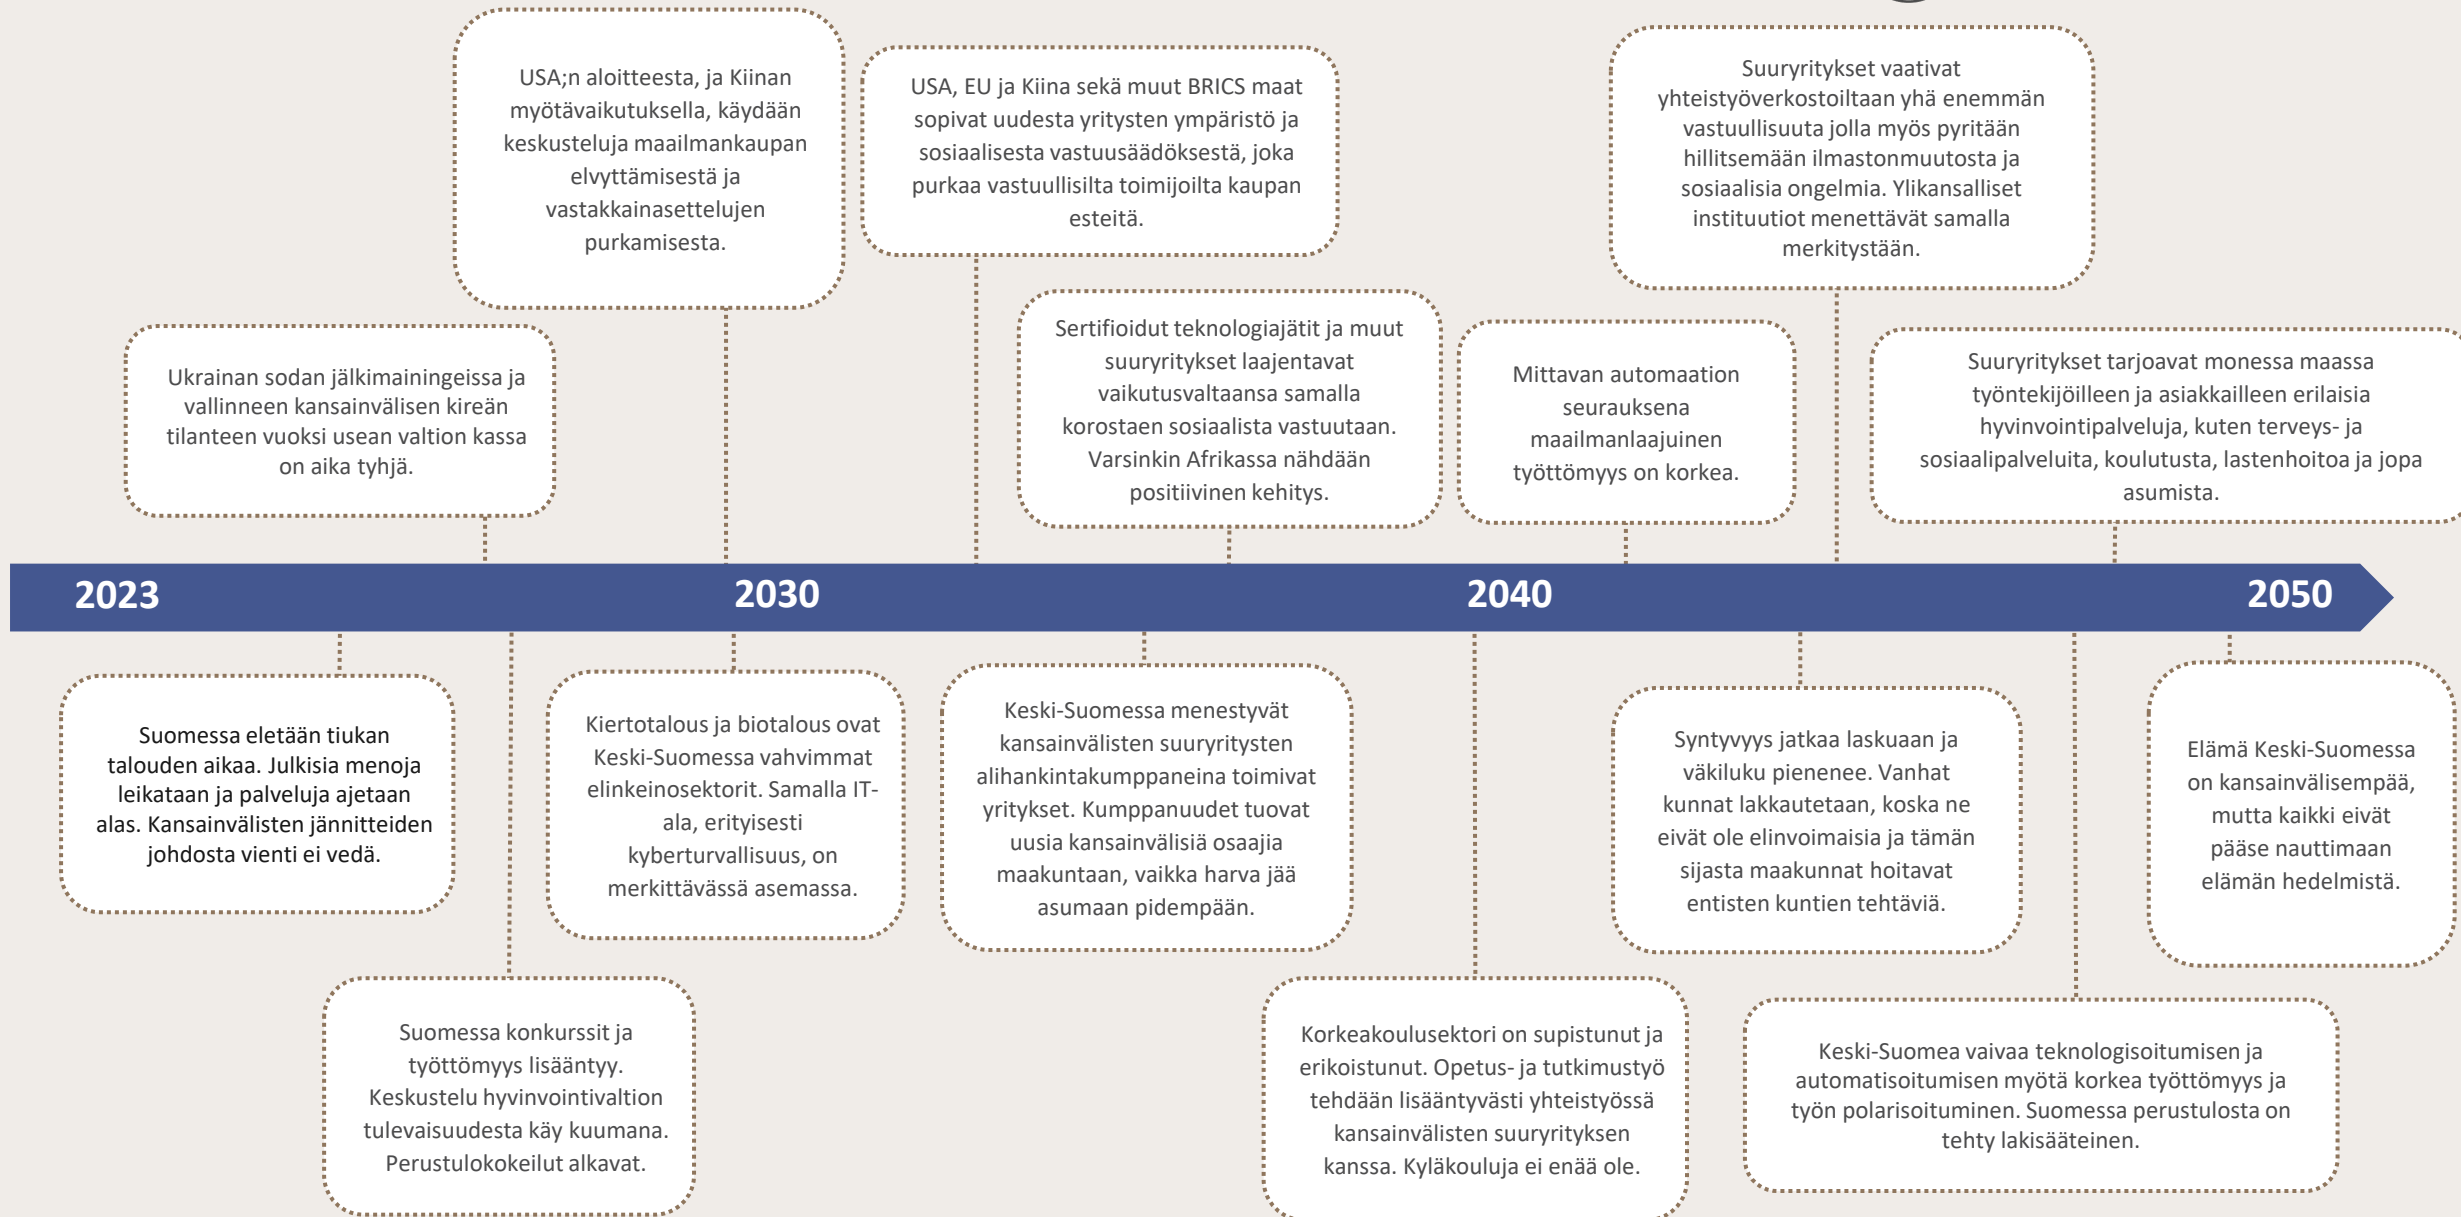 USA;n aloitteesta, ja Kiinan
myötävaikutuksella, käydään
keskusteluja maailmankaupan
elvyttämisestä ja
vastakkainasettelujen
purkamisesta.
USA, EU ja Kiina sekä muut BRICS maat
sopivat uudesta yritysten ympäristö ja
sosiaalisesta vastuusäädöksestä, joka
purkaa vastuullisilta toimijoilta kaupan
esteitä.
Suuryritykset vaativat
yhteistyöverkostoiltaan yhä enemmän
vastuullisuuta jolla myös pyritään
hillitsemään ilmastonmuutosta ja
sosiaalisia ongelmia. Ylikansalliset
instituutiot menettävät samalla
merkitystään.
Ukrainan sodan jälkimainingeissa ja
vallinneen kansainvälisen kireän
tilanteen vuoksi usean valtion kassa
on aika tyhjä.
Sertifioidut teknologiajätit ja muut
suuryritykset laajentavat
vaikutusvaltaansa samalla
korostaen sosiaalista vastuutaan.
Varsinkin Afrikassa nähdään
positiivinen kehitys.
Mittavan automaation
seurauksena
maailmanlaajuinen
työttömyys on korkea.
Suuryritykset tarjoavat monessa maassa
työntekijöilleen ja asiakkailleen erilaisia
hyvinvointipalveluja, kuten terveys- ja
sosiaalipalveluita, koulutusta, lastenhoitoa ja jopa
asumista.
2023
2030
2040
2050
Suomessa eletään tiukan
talouden aikaa. Julkisia menoja
leikataan ja palveluja ajetaan
alas. Kansainvälisten jännitteiden
johdosta vienti ei vedä.
Kiertotalous ja biotalous ovat
Keski-Suomessa vahvimmat
elinkeinosektorit. Samalla IT-
ala, erityisesti
kyberturvallisuus, on
merkittävässä asemassa.
Keski-Suomessa menestyvät
kansainvälisten suuryritysten
alihankintakumppaneina toimivat
yritykset. Kumppanuudet tuovat
uusia kansainvälisiä osaajia
maakuntaan, vaikka harva jää
asumaan pidempään.
Syntyvyys jatkaa laskuaan ja
väkiluku pienenee. Vanhat
kunnat lakkautetaan, koska ne
eivät ole elinvoimaisia ja tämän
sijasta maakunnat hoitavat
entisten kuntien tehtäviä.
Elämä Keski-Suomessa
on kansainvälisempää,
mutta kaikki eivät
pääse nauttimaan
elämän hedelmistä.
Suomessa konkurssit ja
työttömyys lisääntyy.
Keskustelu hyvinvointivaltion
tulevaisuudesta käy kuumana.
Perustulokokeilut alkavat.
Korkeakoulusektori on supistunut ja
erikoistunut. Opetus- ja tutkimustyö
tehdään lisääntyvästi yhteistyössä
kansainvälisten suuryrityksen
kanssa. Kyläkouluja ei enää ole.
Keski-Suomea vaivaa teknologisoitumisen ja
automatisoitumisen myötä korkea työttömyys ja
työn polarisoituminen. Suomessa perustulosta on
tehty lakisääteinen.